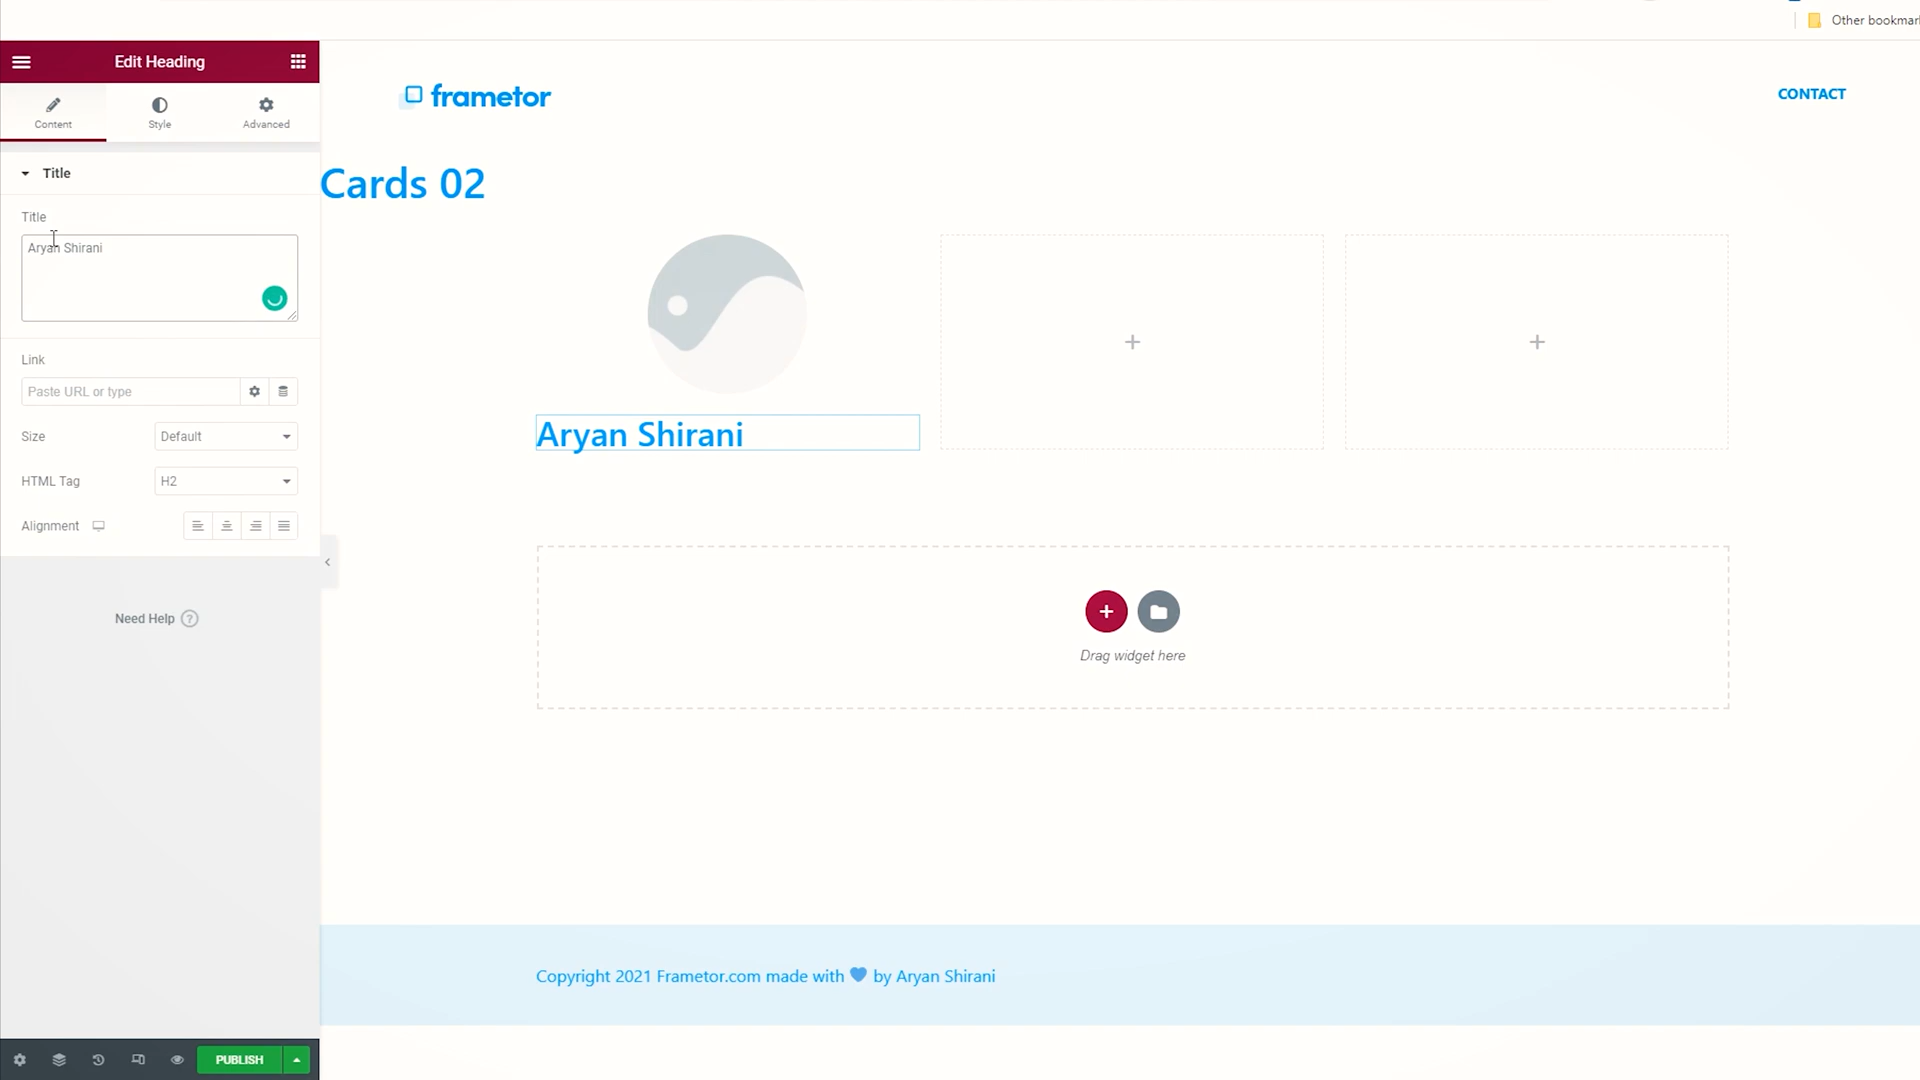 Other bookmar
Edit Heading
Content
Style
Advanced
frametor
CONTACT
Title
Cards 02
Title
Aryan Shirani
Link
Paste URL or type
Size
Default
HTML Tag
H2
Alignment
Aryan Shirani
Need Help ?
Drag widget here
Copyright 2021 Frametor.com made with 💙 by Aryan Shirani
PUBLISH